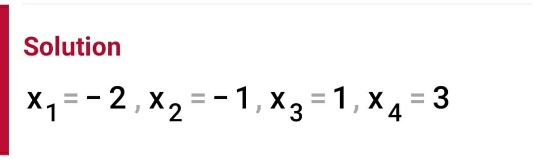 Solution
x₁ = − 2 , x₂ = − 1 , x₃ = 1 , x₄ = 3